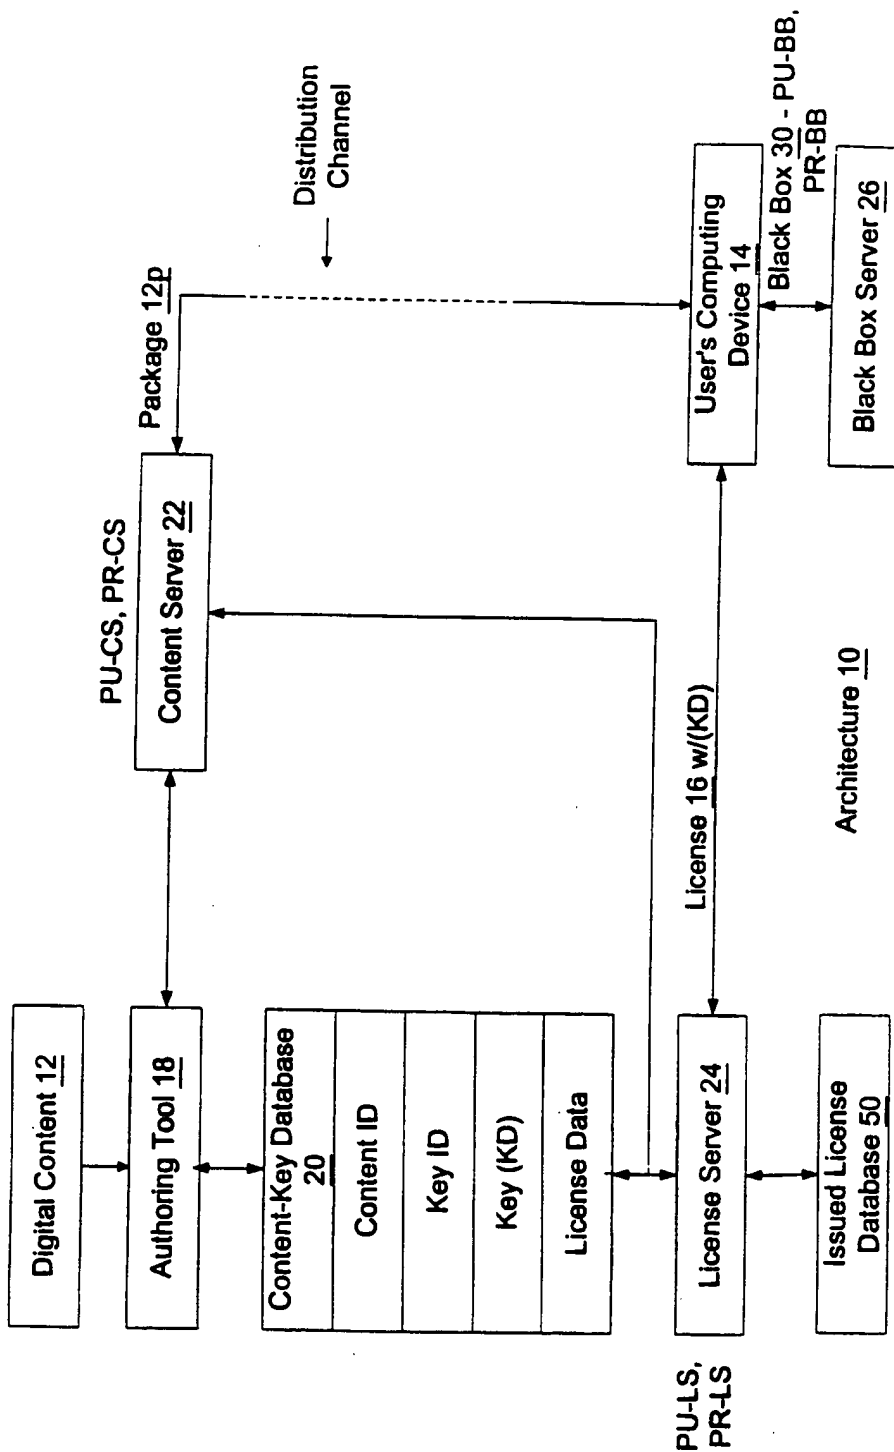 Digital Content 12
Authoring Tool 18
Content-Key Database
20
Content ID
Key ID
Key (KD)
License Data
PU-LS,
PR-LS
License Server 24
Issued License
Database 50
PU-CS, PR-CS
Content Server 22
Package 12p
Distribution
Channel
License 16 w/(KD)
User's Computing
Device 14
Black Box 30 - PU-BB,
PR-BB
Black Box Server 26
Architecture 10